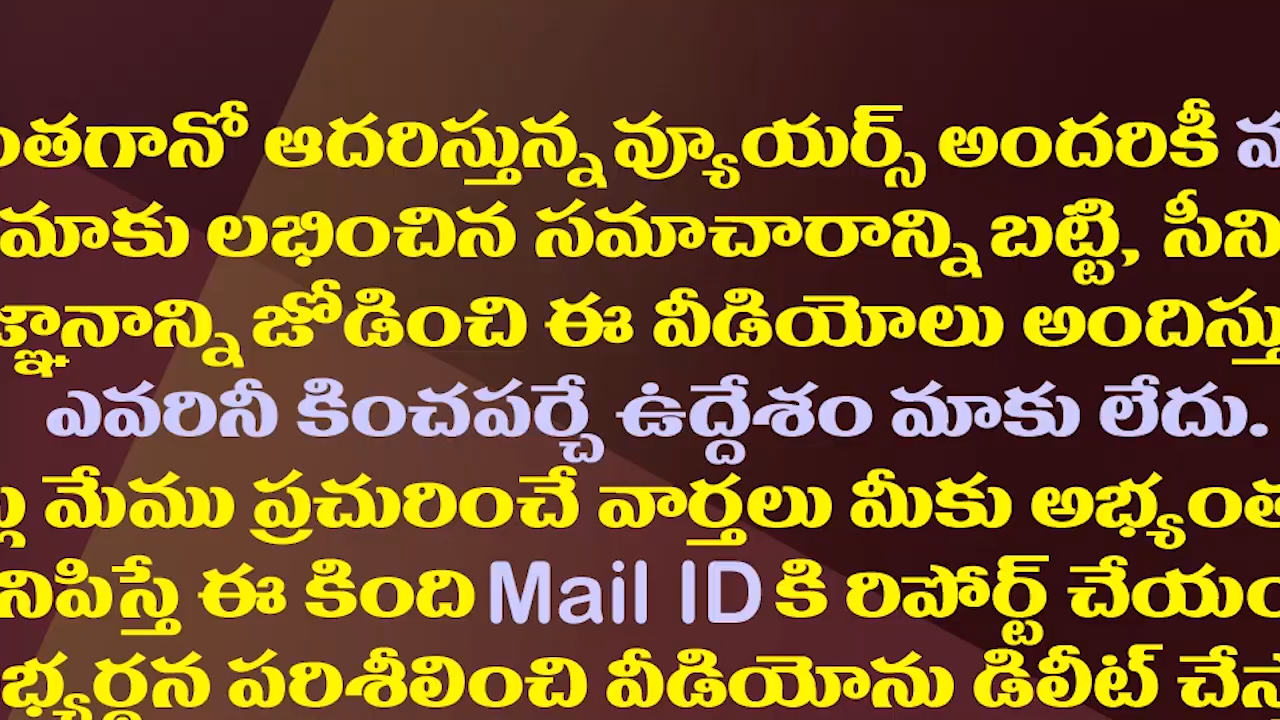 ంతగానో ఆదరిస్తున్న వ్యూయర్స్ అందరికీ
మాకు లభించిన సమాచారాన్ని బట్టి, సీని
జ్ఞానాన్ని జోడించి ఈ వీడియోలు అందిస్తు
ఎవరినీ కించపర్చే ఉద్దేశం మాకు లేదు.
మేము ప్రచురించే వార్తలు మీకు అభ్యంత
నిపిస్తే ఈ కింది Mail ID కి రిపోర్ట్ చేయం
భ్యర్థన పరిశీలించి వీడియోను డిలీట్ చేస